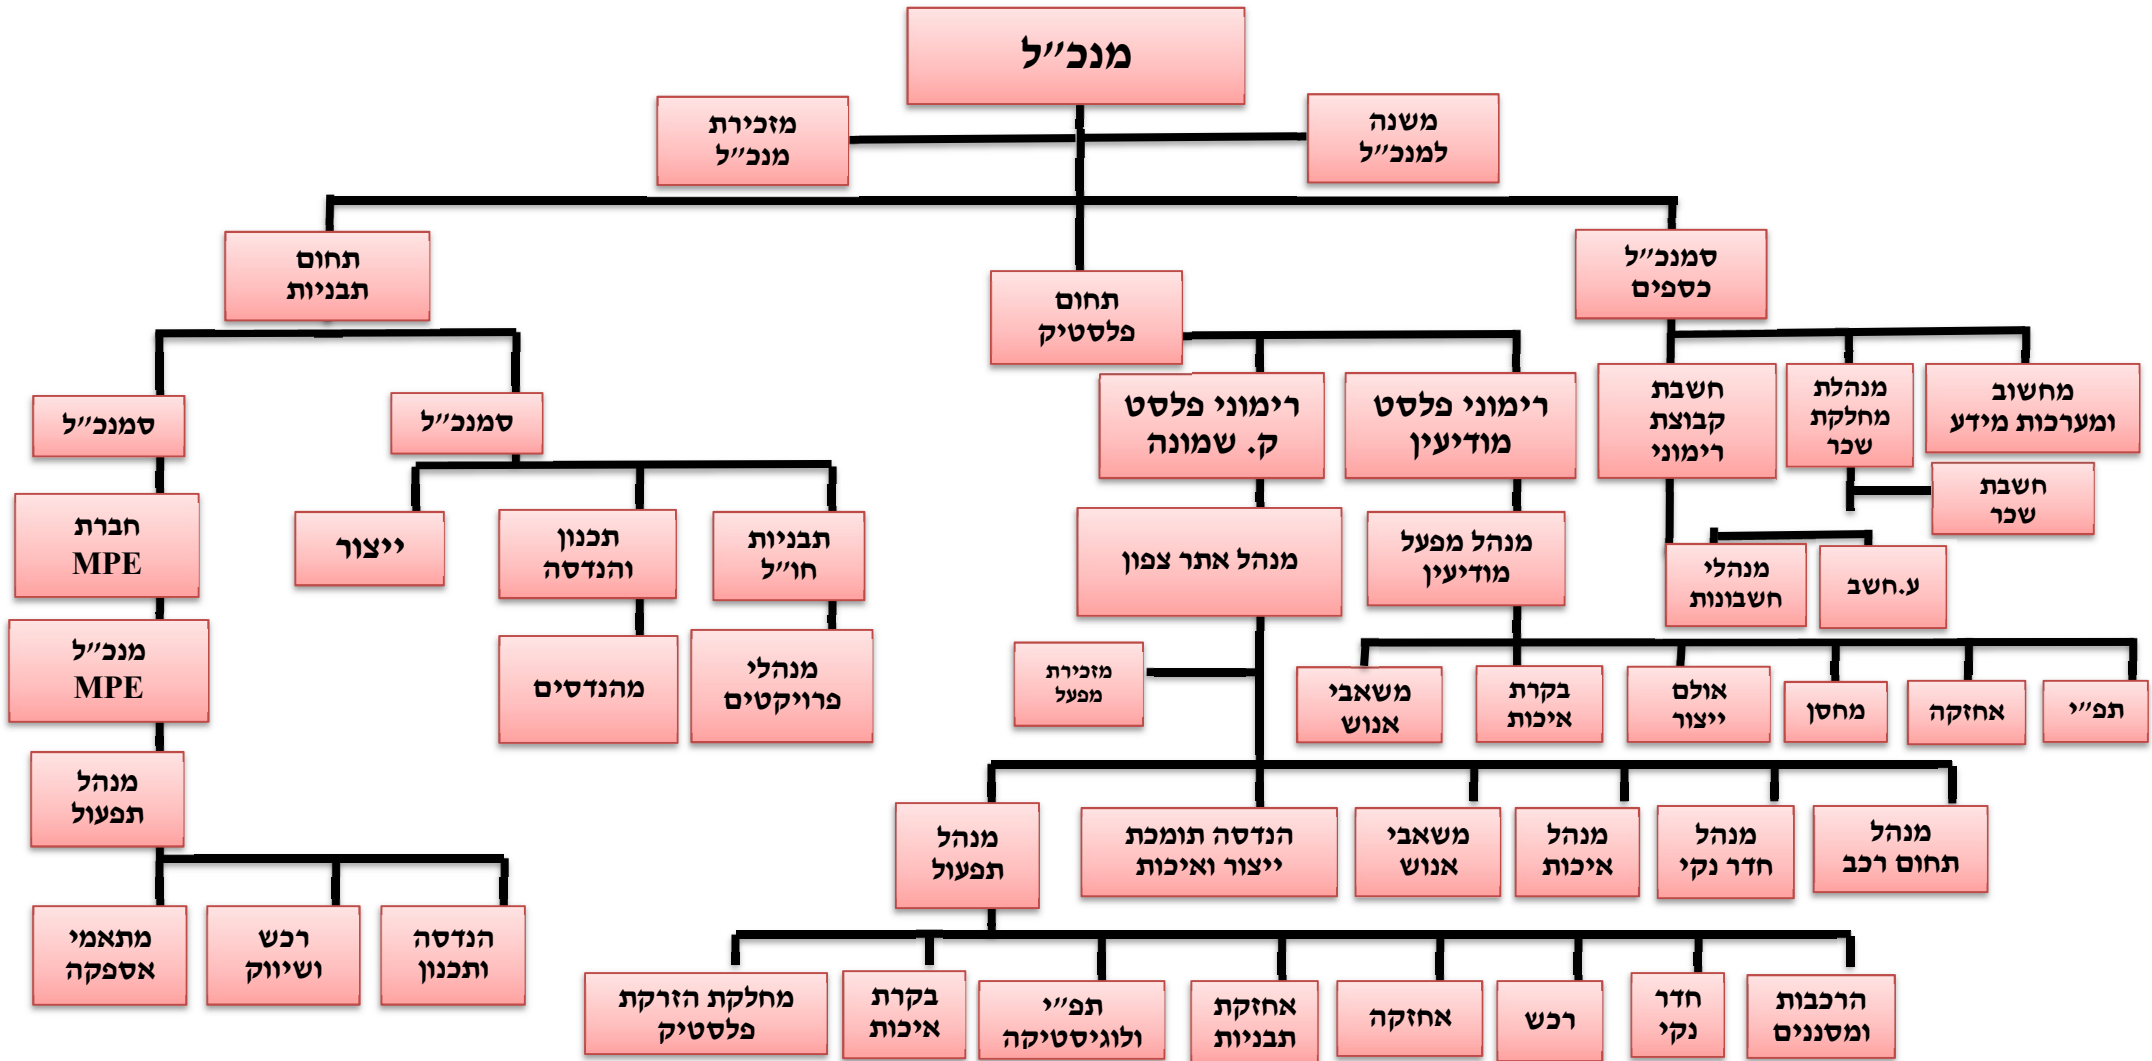 מנכ״ל
משנה
למנכ״ל
מזכירת
מנכ״ל
סמנכ״ל
כספים
תחום
פלסטיק
תחום
תבניות
מחשוב
ומערכות מידע
מנהלת
מחלקת
שכר
חשבת
קבוצת
רימוני
חשבת
שכר
ע.חשב
מנהלי
חשבונות
רימוני פלסט
מודיעין
רימוני פלסט
ק. שמונה
מנהל מפעל
מודיעין
מנהל אתר צפון
תפ״י
אחזקה
מחסן
אולם
ייצור
בקרת
איכות
משאבי
אנוש
מזכירת
מפעל
מנהל
תחום רכב
מנהל
חדר נקי
מנהל
איכות
משאבי
אנוש
הנדסה תומכת
ייצור ואיכות
מנהל
תפעול
הרכבות
ומסננים
חדר
נקי
רכש
אחזקה
אחזקת
תבניות
תפ״י
ולוגיסטיקה
בקרת
איכות
מחלקת הזרקת
פלסטיק
סמנכ״ל
סמנכ״ל
תבניות
חו״ל
תכנון
והנדסה
ייצור
מנהלי
פרויקטים
מהנדסים
חברת
MPE
מנכ״ל
MPE
מנהל
תפעול
הנדסה
ותכנון
רכש
ושיווק
מתאמי
אספקה